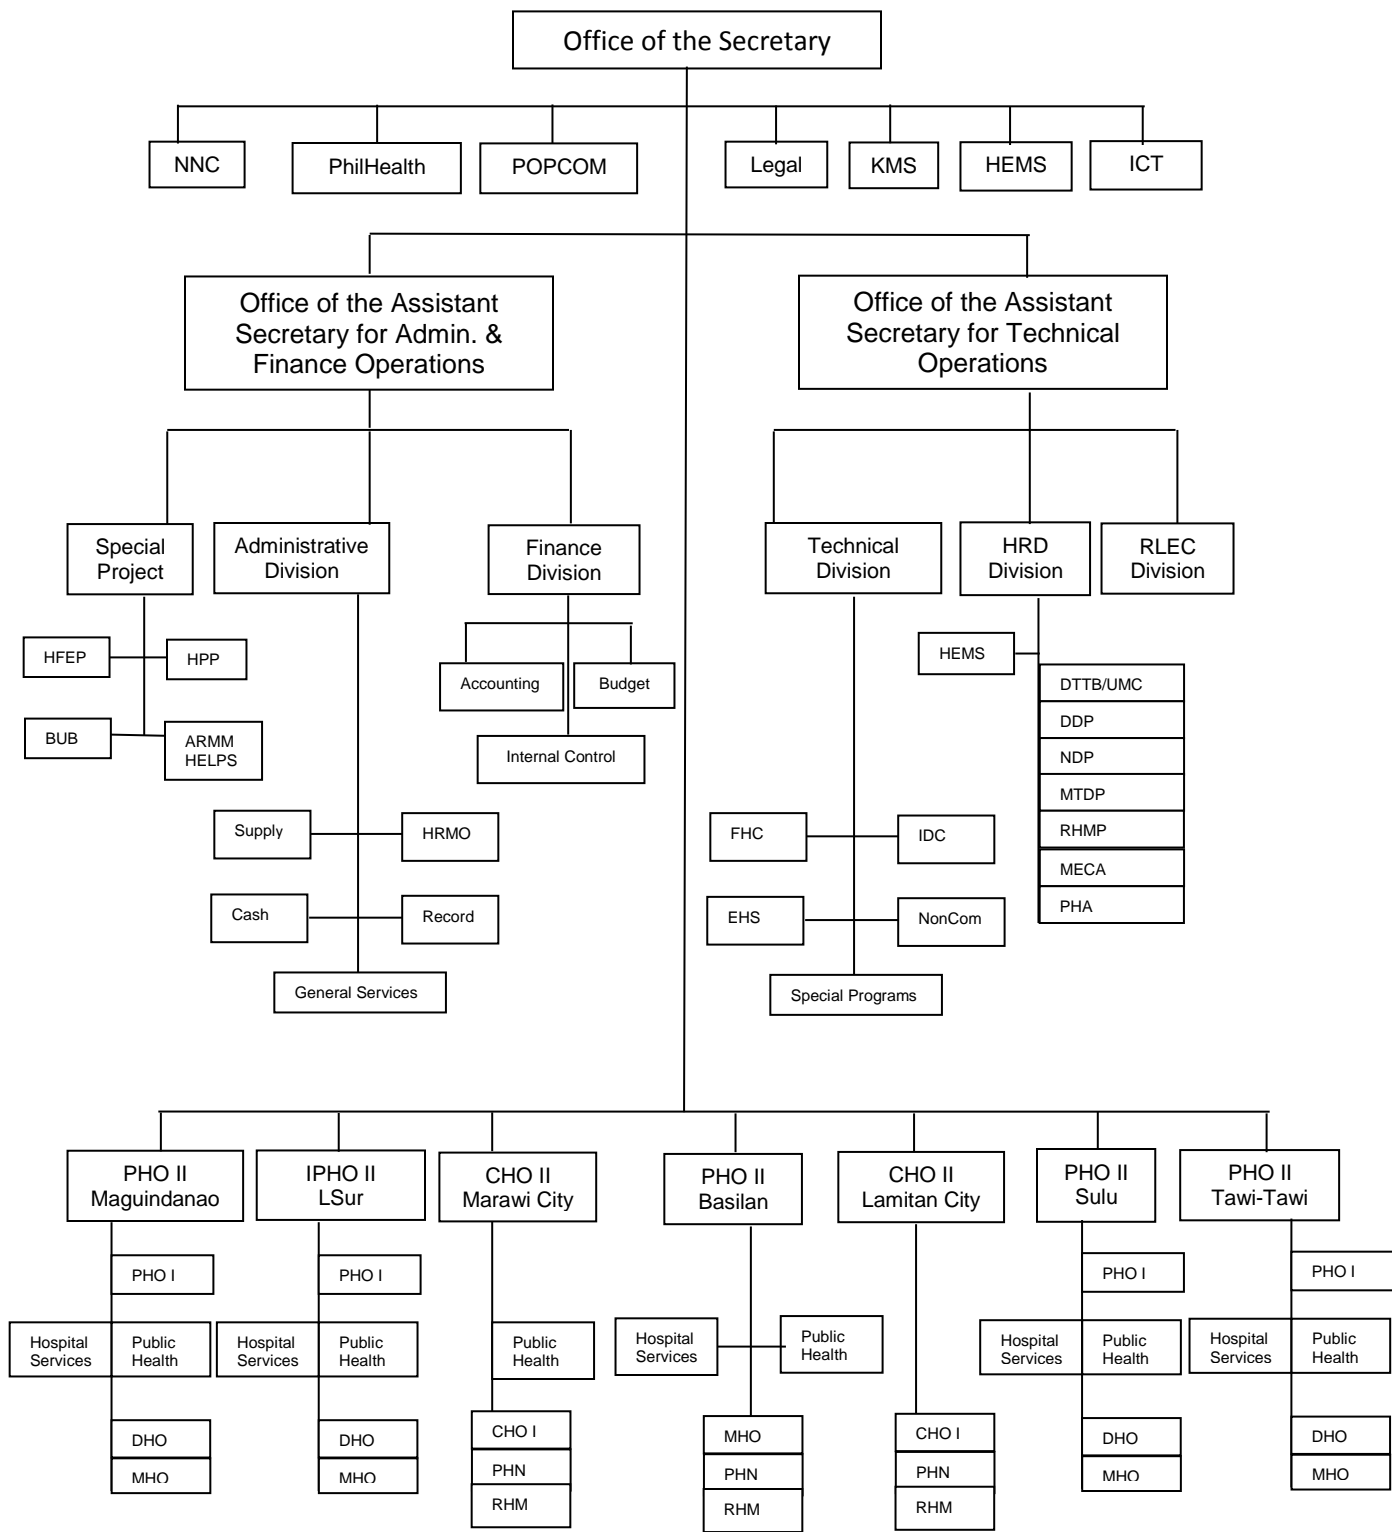 Office of the Secretary
NNC
PhilHealth
POPCOM
Legal
KMS
HEMS
ICT
Office of the Assistant
Secretary for Admin. &
Finance Operations
Office of the Assistant
Secretary for Technical
Operations
Special
Project
Administrative
Division
Finance
Division
Technical
Division
HRD
Division
RLEC
Division
HFEP
HPP
BUB
ARMM
HELPS
Accounting
Budget
Internal Control
Supply
HRMO
Cash
Record
General Services
HEMS
DTTB/UMC
DDP
NDP
MTDP
RHMP
MECA
PHA
FHC
IDC
EHS
NonCom
Special Programs
PHO II
Maguindanao
IPHO II
LSur
CHO II
Marawi City
PHO II
Basilan
CHO II
Lamitan City
PHO II
Sulu
PHO II
Tawi-Tawi
PHO I
Hospital
Services
Public
Health
DHO
MHO
PHO I
Hospital
Services
Public
Health
DHO
MHO
Public
Health
CHO I
PHN
RHM
Hospital
Services
Public
Health
MHO
PHN
RHM
CHO I
PHN
RHM
PHO I
Hospital
Services
Public
Health
DHO
MHO
PHO I
Hospital
Services
Public
Health
DHO
MHO